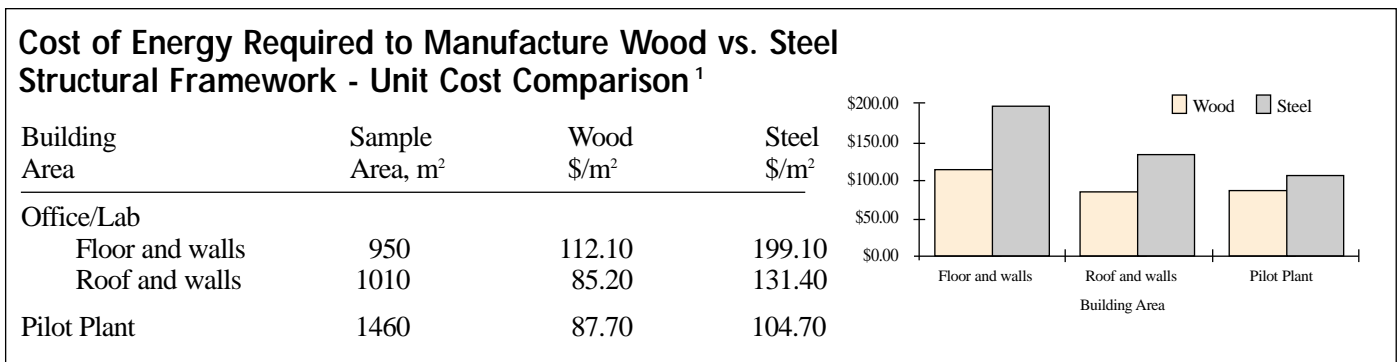 Cost of Energy Required to Manufacture Wood vs. Steel
Structural Framework - Unit Cost Comparison ¹
Building Sample Wood Steel
Area Area, m² $/m² $/m²
Office/Lab
Floor and walls 950 112.10 199.10
Roof and walls 1010 85.20 131.40
Pilot Plant 1460 87.70 104.70
Wood Steel
$200.00
$150.00
$100.00
$50.00
$0.00
Floor and walls Roof and walls Pilot Plant
Building Area